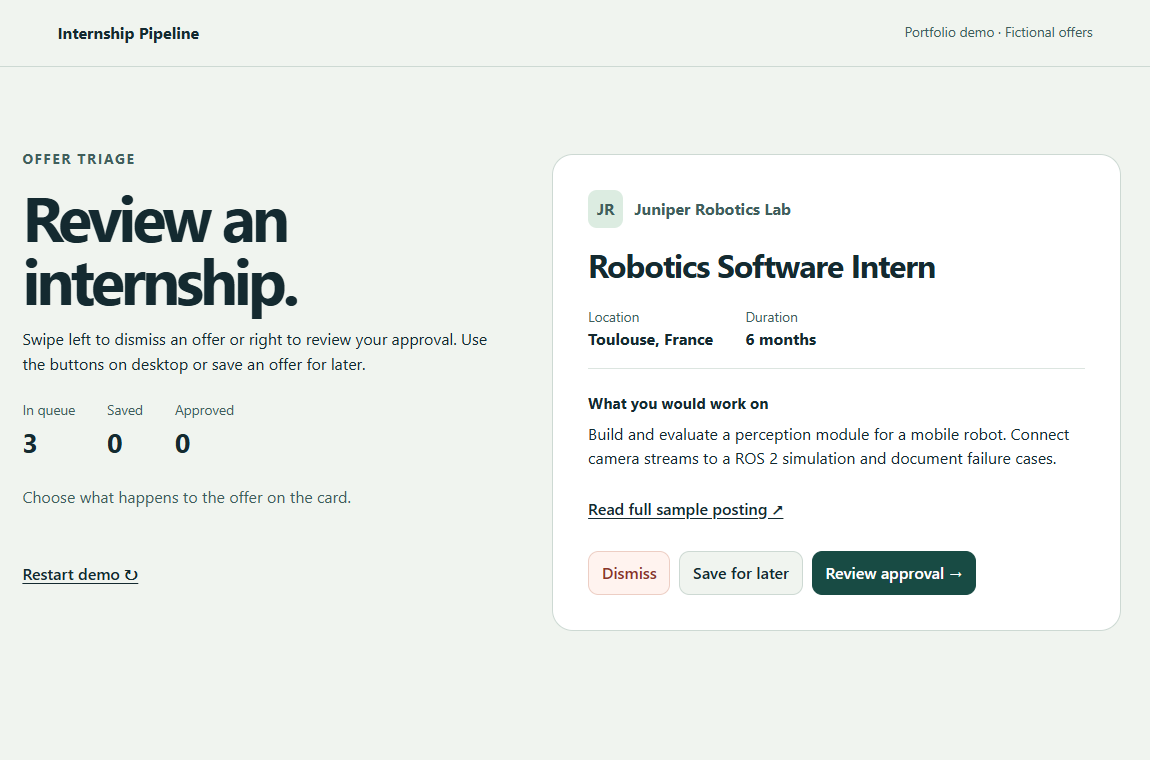 Internship Pipeline
Portfolio demo · Fictional offers
OFFER TRIAGE
Review an
internship.
Swipe left to dismiss an offer or right to review your approval. Use
the buttons on desktop or save an offer for later.
In queue Saved Approved
3 0 0
Choose what happens to the offer on the card.
Restart demo ↻
JR Juniper Robotics Lab
Robotics Software Intern
Location Duration
Toulouse, France 6 months
What you would work on
Build and evaluate a perception module for a mobile robot. Connect
camera streams to a ROS 2 simulation and document failure cases.
Read full sample posting ↗
Dismiss Save for later Review approval →